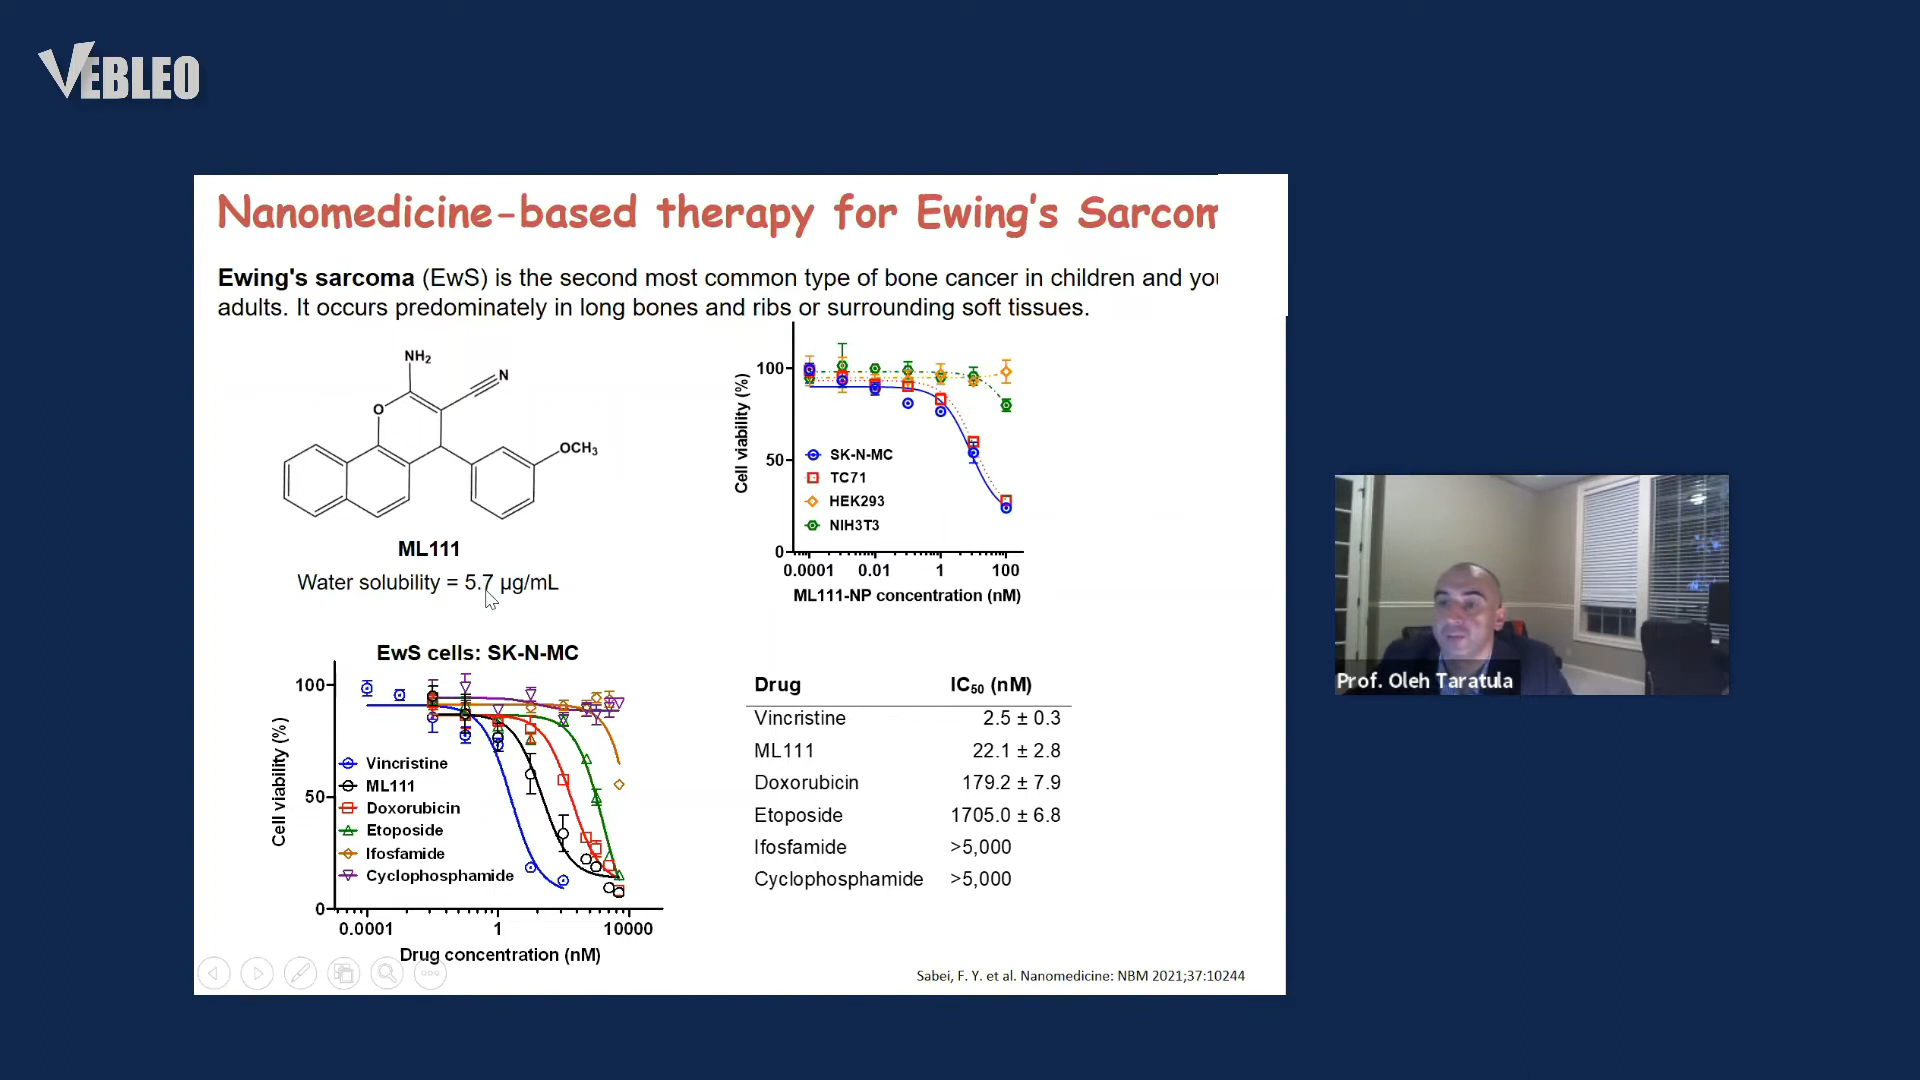 VEBLEO
Nanomedicine-based therapy for Ewing's Sarcom
Ewing's sarcoma (EwS) is the second most common type of bone cancer in children and you
adults. It occurs predominately in long bones and ribs or surrounding soft tissues.
NH2
N
O
OCH3
ML111
Water solubility = 5.7 µg/mL
Cell viability (%)
100
50
0
SK-N-MC
TC71
HEK293
NIH3T3
0.0001 0.01 1 100
ML111-NP concentration (nM)
EwS cells: SK-N-MC
Cell viability (%)
100
50
0
Vincristine
ML111
Doxorubicin
Etoposide
Ifosfamide
Cyclophosphamide
0.0001 1 10000
Drug concentration (nM)
Drug IC50 (nM)
Vincristine 2.5 ± 0.3
ML111 22.1 ± 2.8
Doxorubicin 179.2 ± 7.9
Etoposide 1705.0 ± 6.8
Ifosfamide >5,000
Cyclophosphamide >5,000
Sabei, F. Y. et al. Nanomedicine: NBM 2021;37:10244
Prof. Oleh Taratula